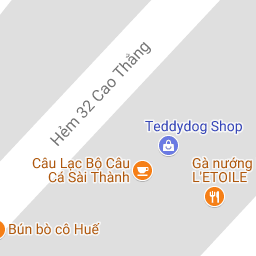 Hẻm 32 Cao Thắng
Teddydog Shop
Gà nướng
L'ETOILE
Câu Lạc Bộ Câu
Cá Sài Thành
Bún bò cô Huế